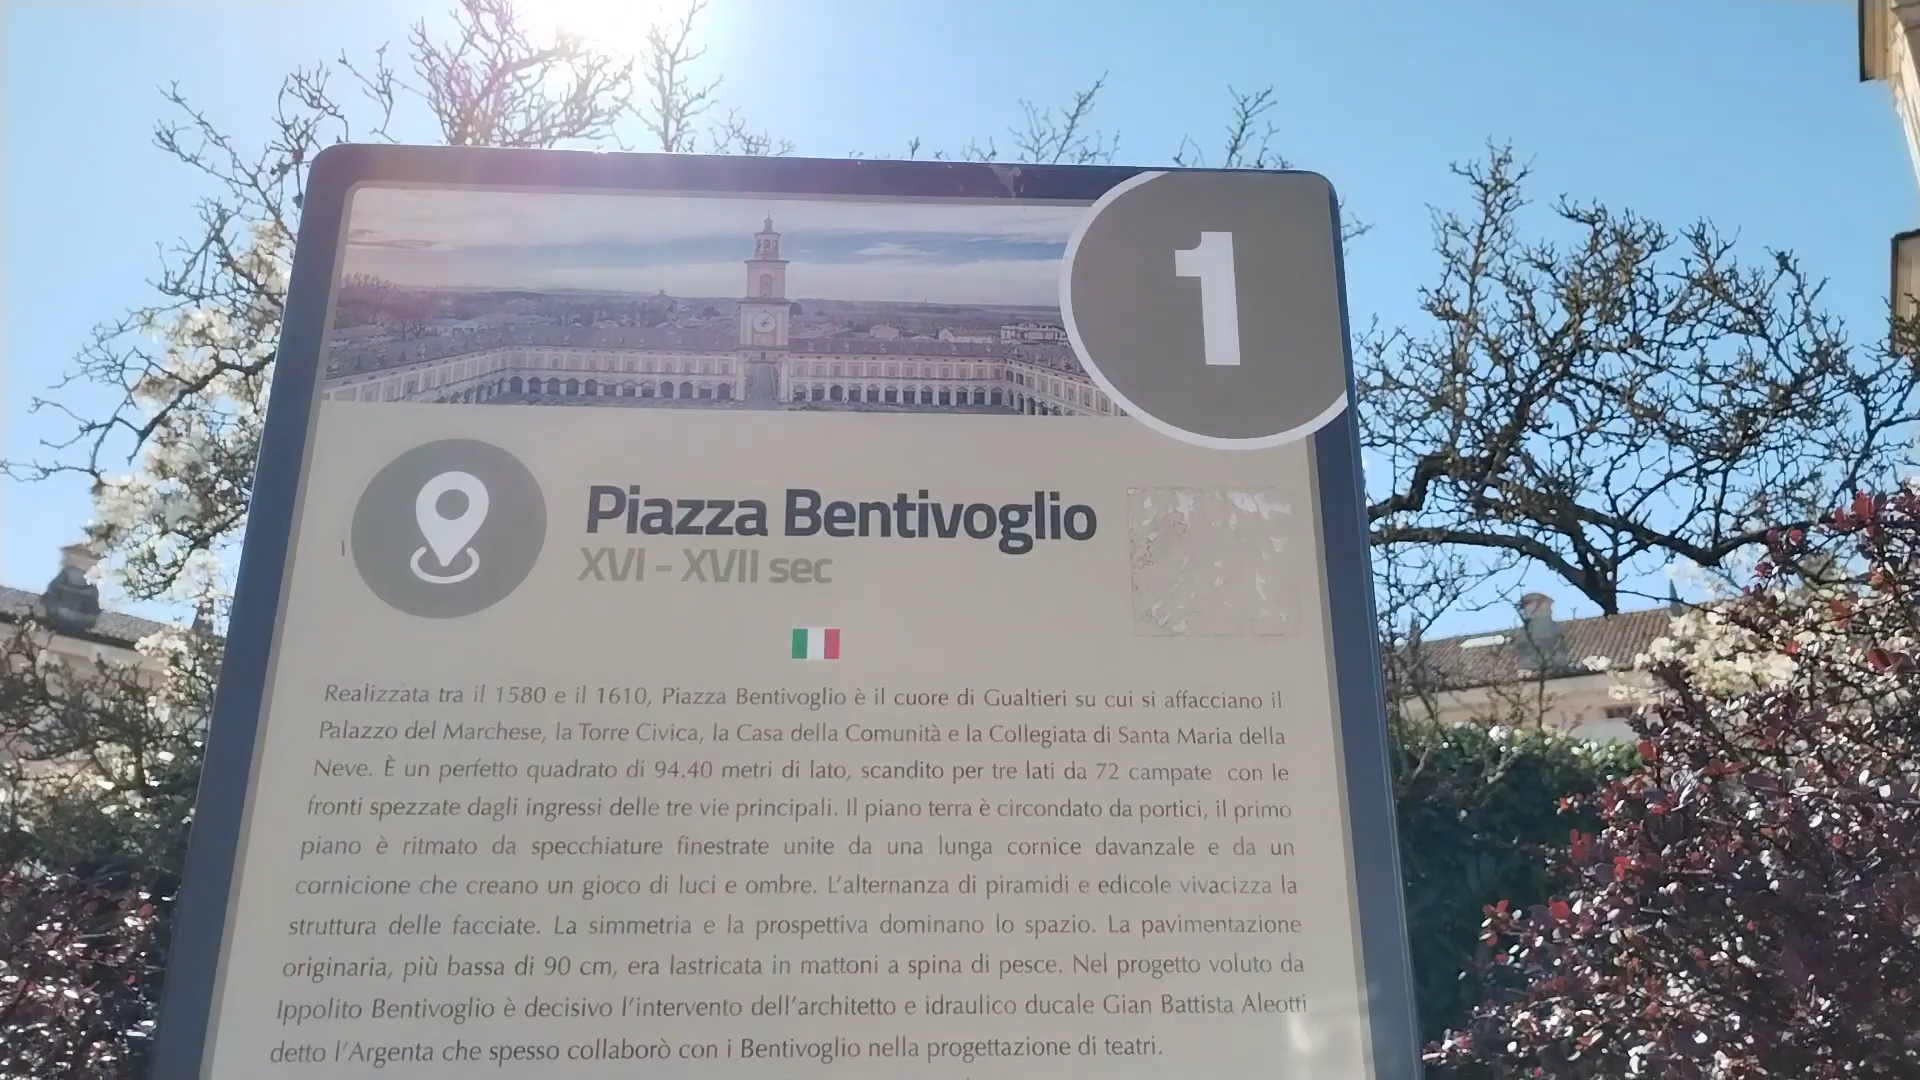 1
Piazza Bentivoglio
XVI - XVII sec
Realizzata tra il 1580 e il 1610, Piazza Bentivoglio è il cuore di Gualtieri su cui si affacciano il
Palazzo del Marchese, la Torre Civica, la Casa della Comunità e la Collegiata di Santa Maria della
Neve. È un perfetto quadrato di 94.40 metri di lato, scandito per tre lati da 72 campate con le
fronti spezzate dagli ingressi delle tre vie principali. Il piano terra è circondato da portici, il primo
piano è ritmato da specchiature finestrate unite da una lunga cornice davanzale e da un
cornicione che creano un gioco di luci e ombre. L'alternanza di piramidi e edicole vivacizza la
struttura delle facciate. La simmetria e la prospettiva dominano lo spazio. La pavimentazione
originaria, più bassa di 90 cm, era lastricata in mattoni a spina di pesce. Nel progetto voluto da
Ippolito Bentivoglio è decisivo l'intervento dell'architetto e idraulico ducale Gian Battista Aleotti
detto l'Argenta che spesso collaborò con i Bentivoglio nella progettazione di teatri.